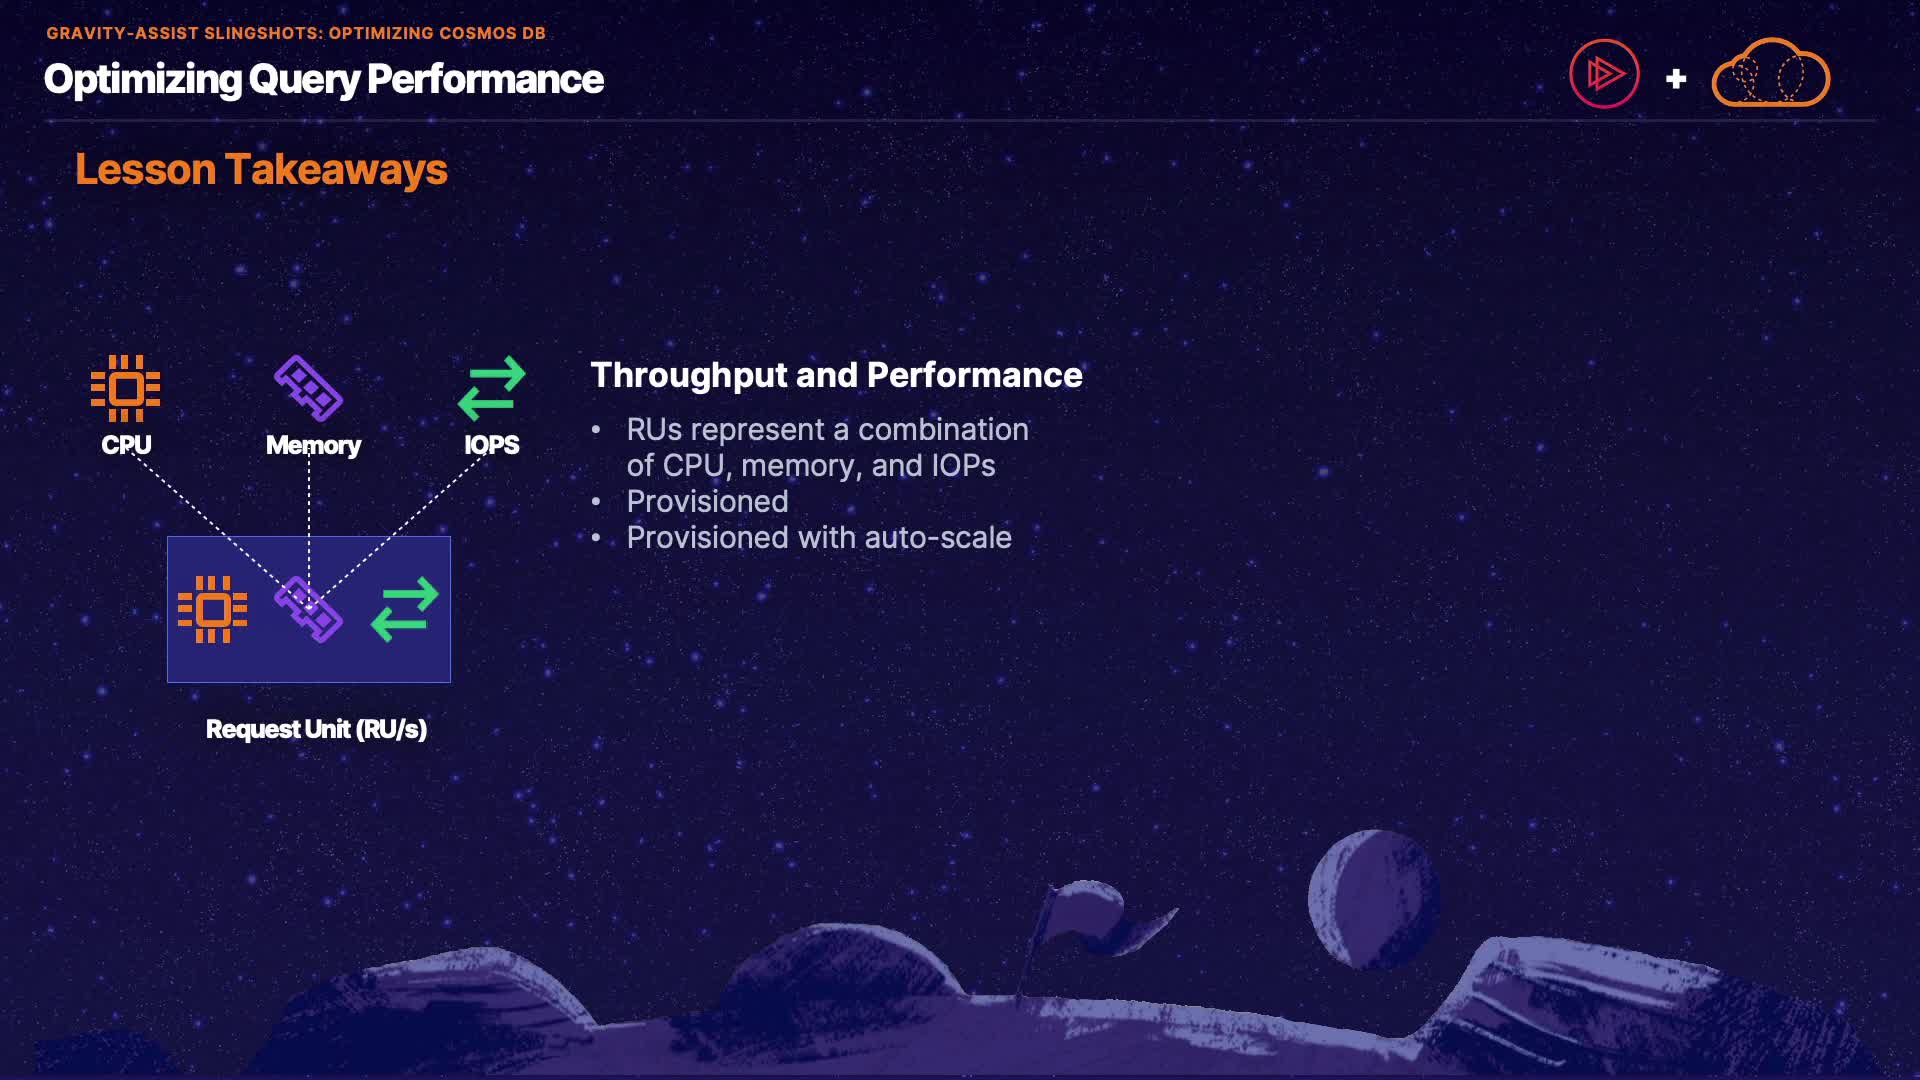 GRAVITY-ASSIST SLINGSHOTS: OPTIMIZING COSMOS DB
Optimizing Query Performance
Lesson Takeaways
CPU
Memory
IOPS
Request Unit (RU/s)
Throughput and Performance
• RUs represent a combination
of CPU, memory, and IOPs
• Provisioned
• Provisioned with auto-scale